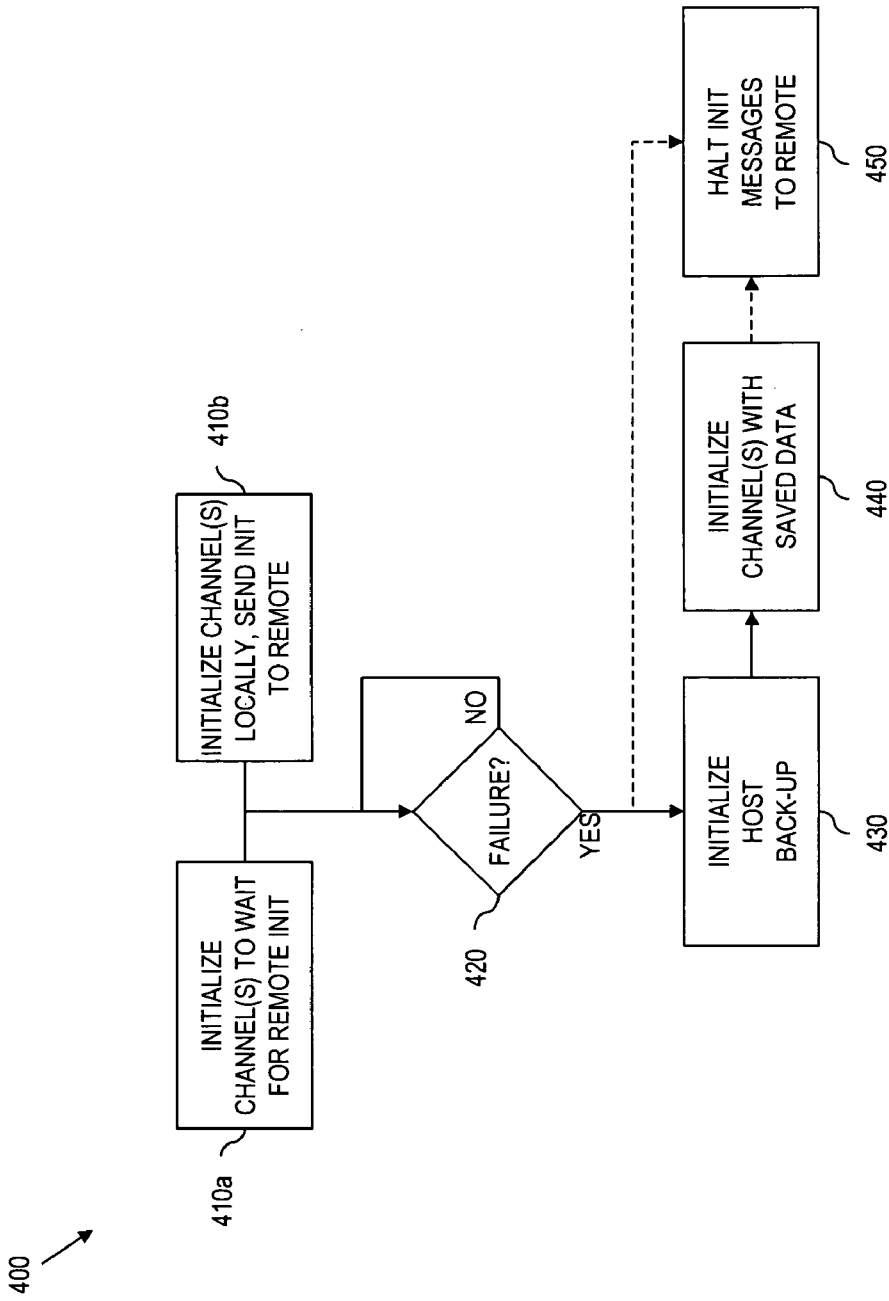 400
INITIALIZE
CHANNEL(S) TO WAIT
FOR REMOTE INIT
410a
INITIALIZE CHANNEL(S)
LOCALLY, SEND INIT
TO REMOTE
410b
FAILURE?
NO
YES
420
INITIALIZE
HOST
BACK-UP
430
INITIALIZE
CHANNEL(S) WITH
SAVED DATA
440
HALT INIT
MESSAGES
TO REMOTE
450